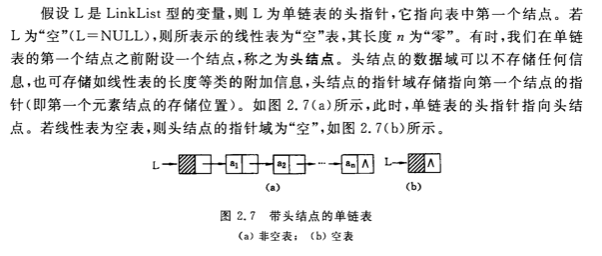 假设 L 是 LinkList 型的变量,则 L 为单链表的头指针,它指向表中第一个结点。若
L 为“空”(L=NULL),则所表示的线性表为“空”表,其长度 n 为“零”。有时,我们在单链
表的第一个结点之前附设一个结点,称之为头结点。头结点的数据域可以不存储任何信
息,也可存储如线性表的长度等类的附加信息,头结点的指针域存储指向第一个结点的指
针(即第一个元素结点的存储位置)。如图 2.7(a)所示,此时,单链表的头指针指向头结
点。若线性表为空表,则头结点的指针域为“空”,如图 2.7(b)所示。
L a₁ a₂ … aₙ ∧ L ∧
(a) (b)
图 2.7 带头结点的单链表
(a) 非空表; (b) 空表